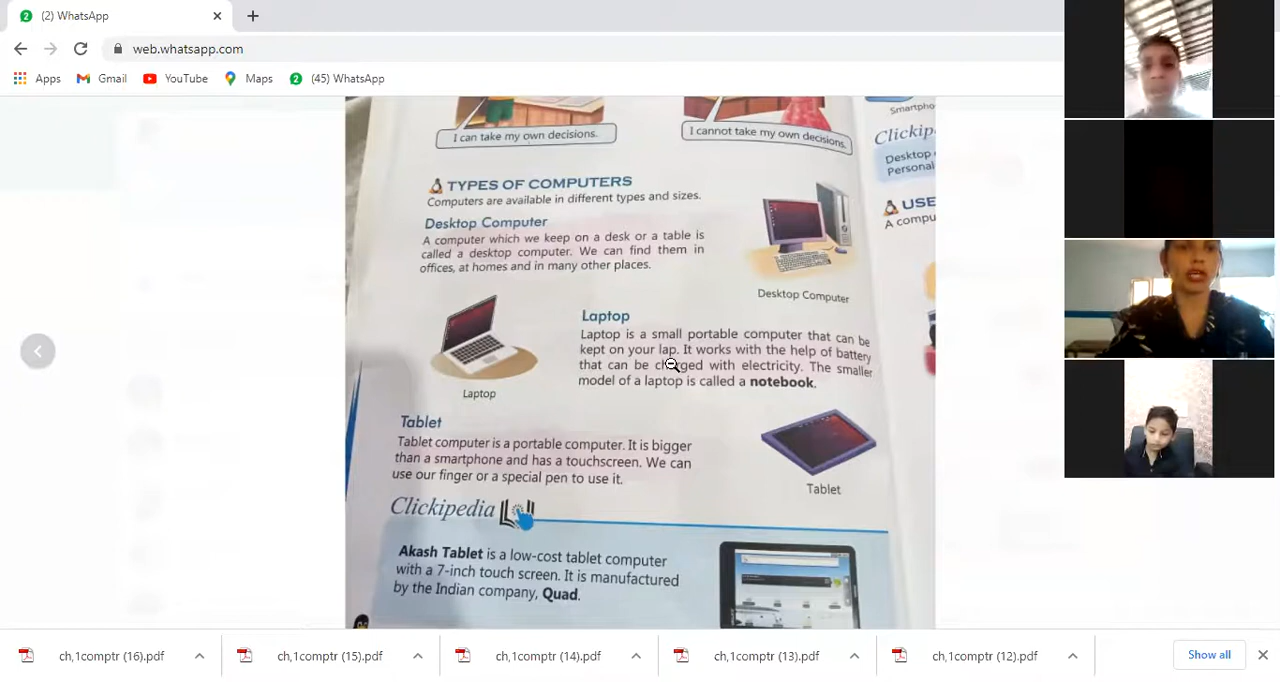 (2) WhatsApp
web.whatsapp.com
Apps
Gmail
YouTube
Maps
(45) WhatsApp
I can take my own decisions.
I cannot take my own decisions.
TYPES OF COMPUTERS
Computers are available in different types and sizes.
Desktop Computer
A computer which we keep on a desk or a table is
called a desktop computer. We can find them in
offices, at homes and in many other places.
Desktop Computer
Laptop
Laptop is a small portable computer that can be
kept on your lap. It works with the help of battery
that can be charged with electricity. The smaller
model of a laptop is called a notebook.
Laptop
Tablet
Tablet computer is a portable computer. It is bigger
than a smartphone and has a touchscreen. We can
use our finger or a special pen to use it.
Tablet
Clickipedia
Akash Tablet is a low-cost tablet computer
with a 7-inch touch screen. It is manufactured
by the Indian company, Quad.
Smartpho
Clickip
Desktop
Personal
USE
A compu
ch,1comptr (16).pdf
ch,1comptr (15).pdf
ch,1comptr (14).pdf
ch,1comptr (13).pdf
ch,1comptr (12).pdf
Show all